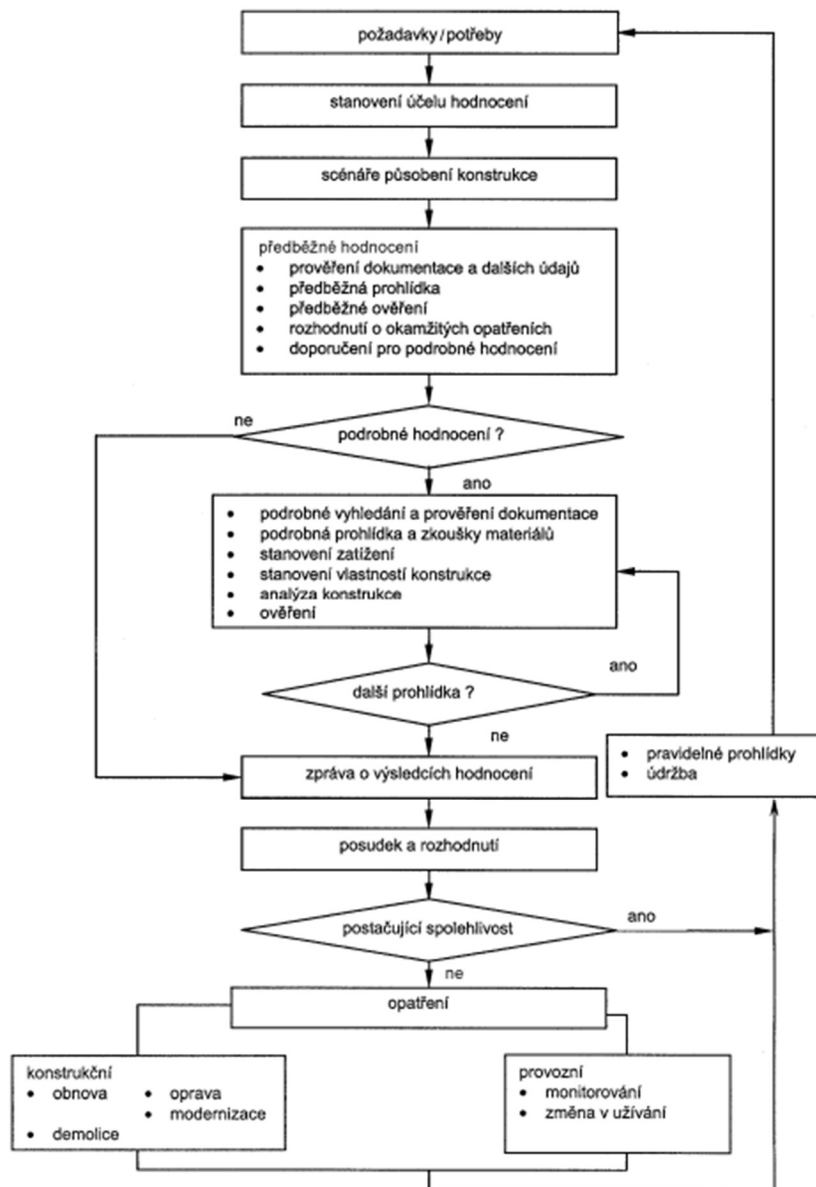 požadavky/potřeby
stanovení účelu hodnocení
scénáře působení konstrukce
předběžné hodnocení
• prověření dokumentace a dalších údajů
• předběžná prohlídka
• předběžné ověření
• rozhodnutí o okamžitých opatřeních
• doporučení pro podrobné hodnocení
ne
podrobné hodnocení ?
ano
• podrobné vyhledání a prověření dokumentace
• podrobná prohlídka a zkoušky materiálů
• stanovení zatížení
• stanovení vlastností konstrukce
• analýza konstrukce
• ověření
ano
další prohlídka ?
ne
• pravidelné prohlídky
• údržba
zpráva o výsledcích hodnocení
posudek a rozhodnutí
ano
postačující spolehlivost
ne
opatření
konstrukční
• obnova • oprava
• modernizace
• demolice
provozní
• monitorování
• změna v užívání